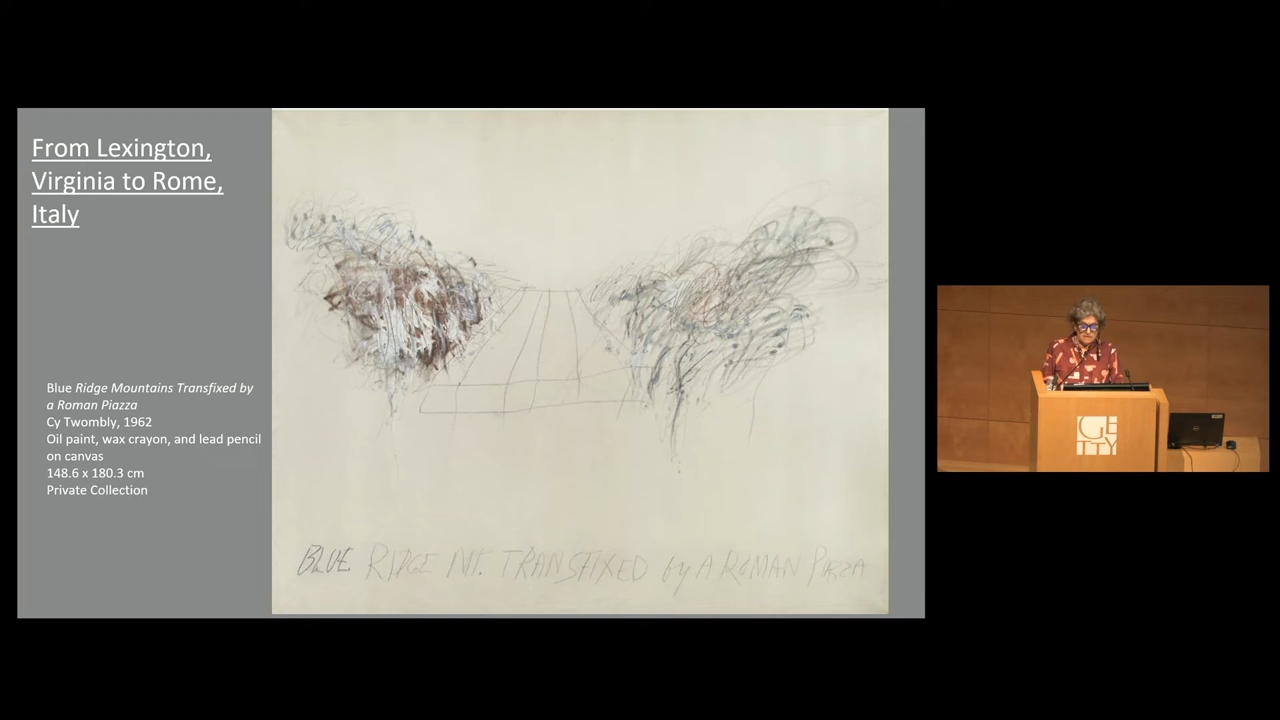 From Lexington,
Virginia to Rome,
Italy
Blue Ridge Mountains Transfixed by
a Roman Piazza
Cy Twombly, 1962
Oil paint, wax crayon, and lead pencil
on canvas
148.6 x 180.3 cm
Private Collection
BLUE RIDGE MT. TRANSFIXED by A ROMAN PIAZZA
GE
TTY